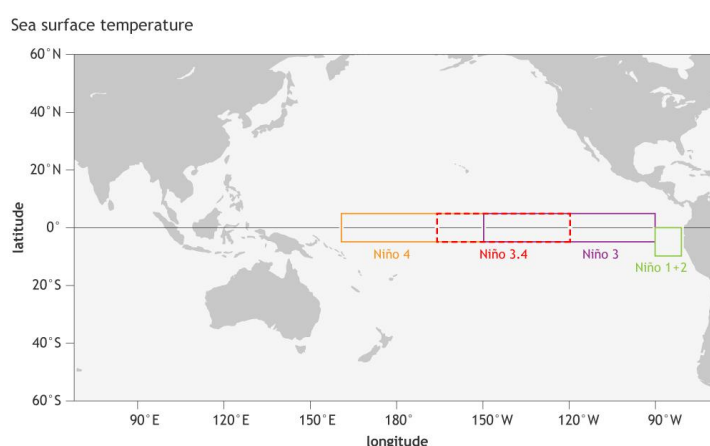 Sea surface temperature
60°N
40°N
20°N
0°
20°S
40°S
60°S
latitude
Niño 4
Niño 3.4
Niño 3
Niño 1+2
90°E
120°E
150°E
180°
150°W
120°W
90°W
longitude